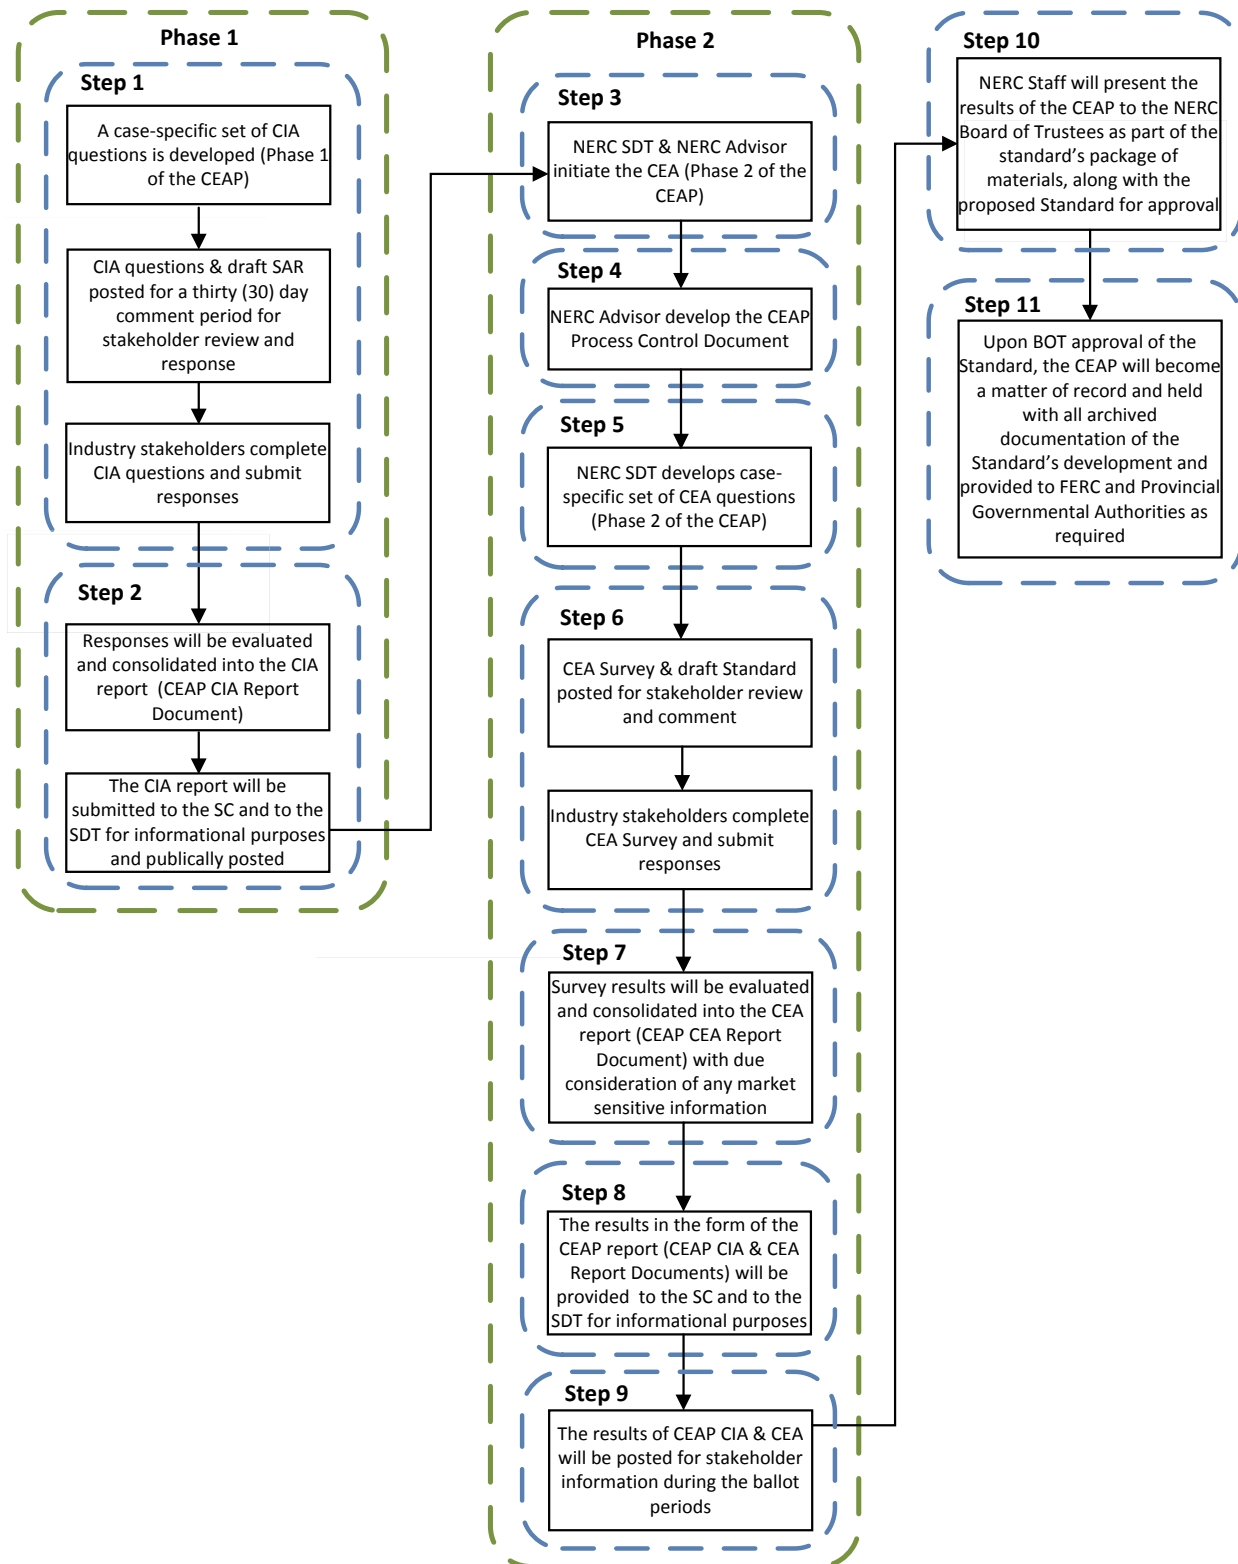 Phase 1
Step 1
A case-specific set of CIA
questions is developed (Phase 1
of the CEAP)
CIA questions & draft SAR
posted for a thirty (30) day
comment period for
stakeholder review and
response
Industry stakeholders complete
CIA questions and submit
responses
Step 2
Responses will be evaluated
and consolidated into the CIA
report (CEAP CIA Report
Document)
The CIA report will be
submitted to the SC and to the
SDT for informational purposes
and publically posted
Phase 2
Step 3
NERC SDT & NERC Advisor
initiate the CEA (Phase 2 of the
CEAP)
Step 4
NERC Advisor develop the CEAP
Process Control Document
Step 5
NERC SDT develops case-
specific set of CEA questions
(Phase 2 of the CEAP)
Step 6
CEA Survey & draft Standard
posted for stakeholder review
and comment
Industry stakeholders complete
CEA Survey and submit
responses
Step 7
Survey results will be evaluated
and consolidated into the CEA
report (CEAP CEA Report
Document) with due
consideration of any market
sensitive information
Step 8
The results in the form of the
CEAP report (CEAP CIA & CEA
Report Documents) will be
provided to the SC and to the
SDT for informational purposes
Step 9
The results of CEAP CIA & CEA
will be posted for stakeholder
information during the ballot
periods
Step 10
NERC Staff will present the
results of the CEAP to the NERC
Board of Trustees as part of the
standard's package of
materials, along with the
proposed Standard for approval
Step 11
Upon BOT approval of the
Standard, the CEAP will become
a matter of record and held
with all archived
documentation of the
Standard's development and
provided to FERC and Provincial
Governmental Authorities as
required